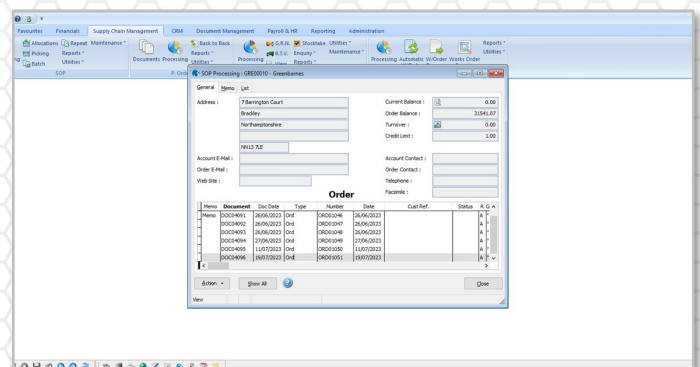 Favourites Financials Supply Chain Management CRM Document Management Payroll & HR Reporting Administration
Allocations Repeat Maintenance Back to Back G.R.N. Stocktake Utilities Reports
Picking Reports Reports R.T.V. Enquiry Maintenance Utilities
Batch Utilities Documents Processing Utilities Processing View Reports Processing Automatic W/Order Works Order
SOP P. Orde
SOP Processing : GRE00010 - Greenbarnes
General Memo List
Address : 7 Barrington Court Current Balance : 0.00
Brackley Order Balance : 31541.07
Northamptonshire Turnover : 0.00
Credit Limit : 1.00
NN13 7LE
Account E-Mail : Account Contact :
Order E-Mail : Order Contact :
Web Site : Telephone :
Order Facsimile :
Memo Document Doc Date Type Number Date Cust Ref. Status R G
Memo DOC04091 26/06/2023 Ord ORD01046 26/06/2023 A
DOC04092 26/06/2023 Ord ORD01047 26/06/2023 A
DOC04093 26/06/2023 Ord ORD01048 26/06/2023 A
DOC04094 27/06/2023 Ord ORD01049 27/06/2023 A
DOC04095 11/07/2023 Ord ORD01050 11/07/2023 A
DOC04096 19/07/2023 Ord ORD01051 19/07/2023 A
Action Show All Close
View